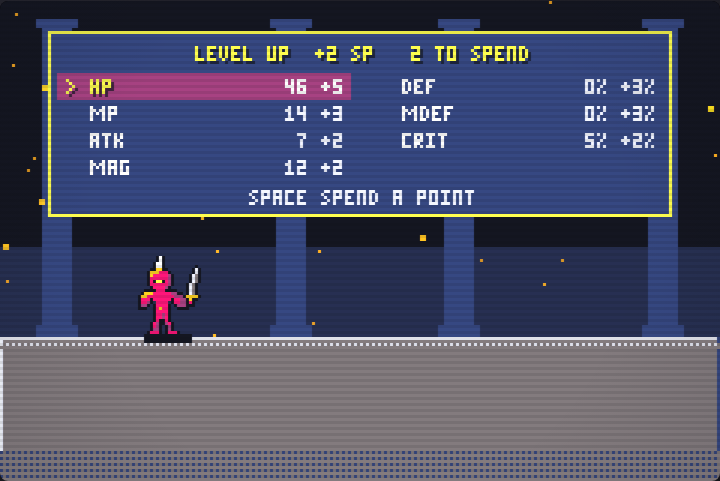 LEVEL UP +2 SP 2 TO SPEND
> HP 46 +5 DEF 0% +3%
MP 14 +3 MDEF 0% +3%
ATK 7 +2 CRIT 5% +2%
MAG 12 +2
SPACE SPEND A POINT